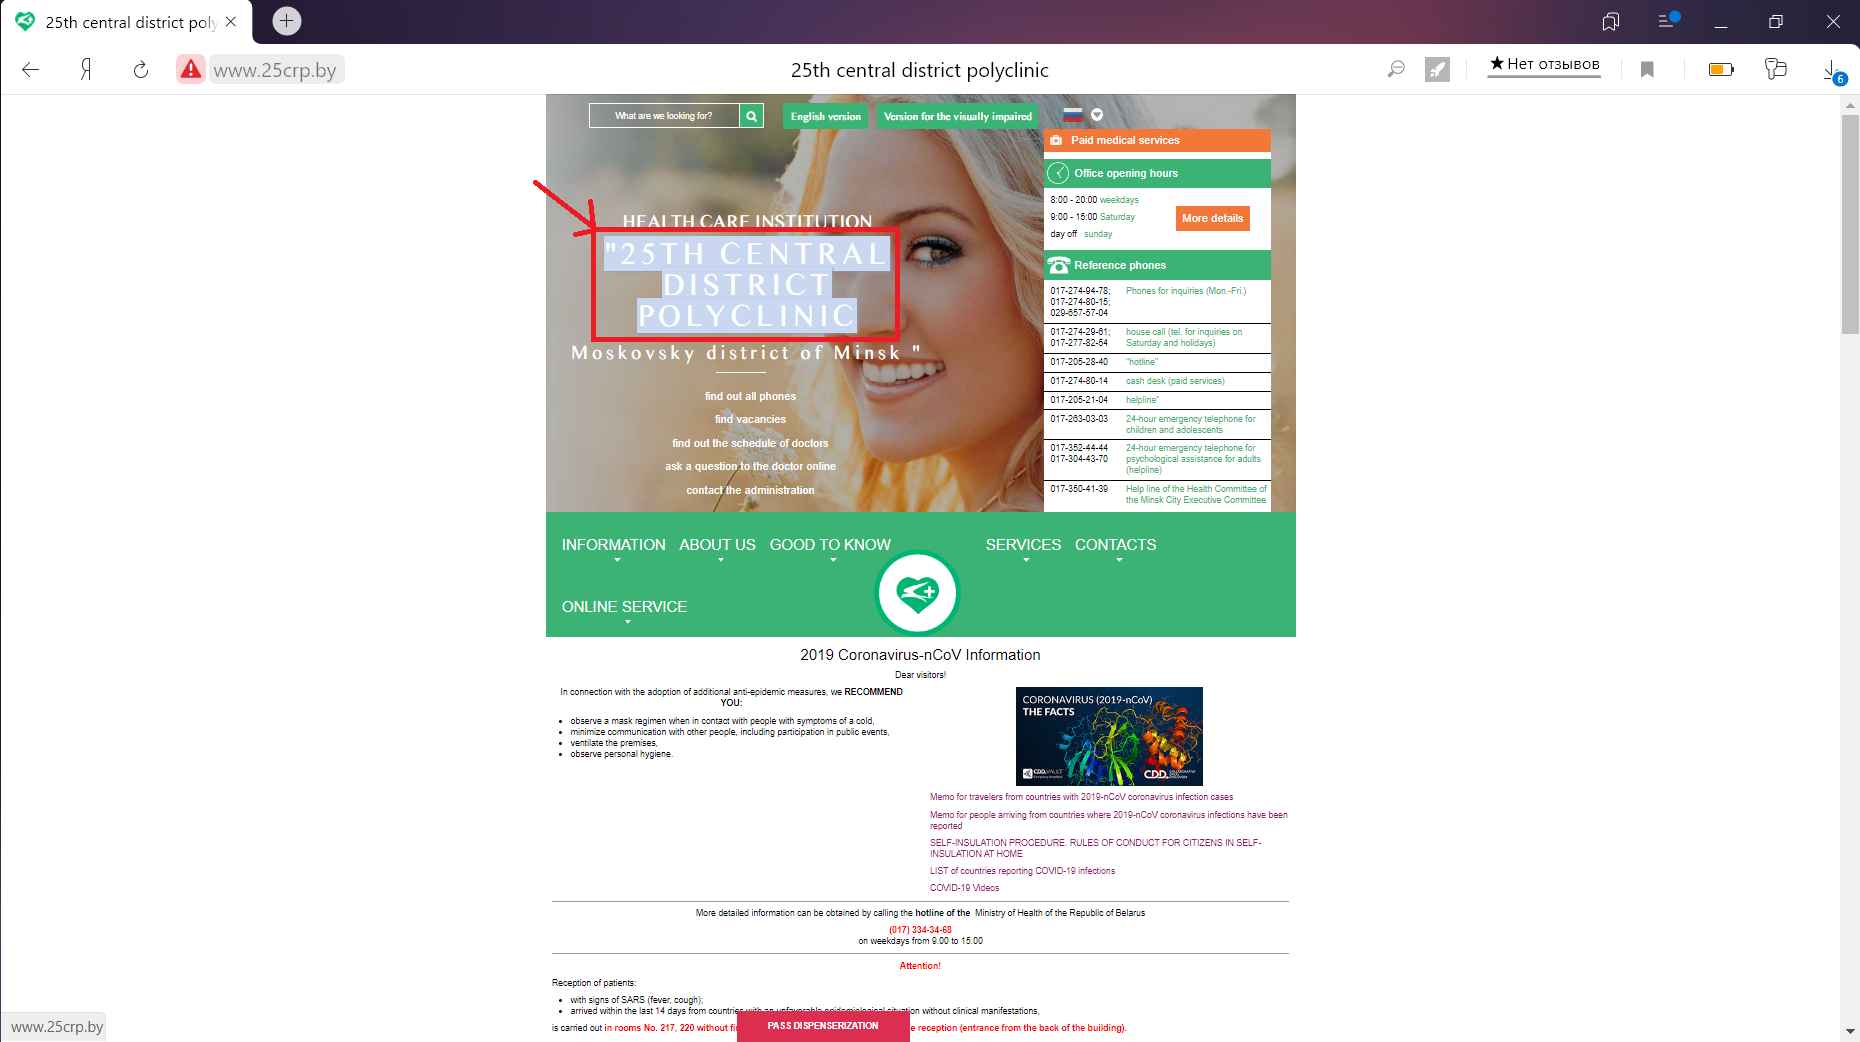 25th central district poly
www.25crp.by
25th central district polyclinic
★ Нет отзывов
6
What are we looking for?
English version
Version for the visually impaired
Paid medical services
Office opening hours
8:00 - 20:00 weekdays
9:00 - 15:00 Saturday
day off sunday
More details
HEALTH CARE INSTITUTION
"25TH CENTRAL
DISTRICT
POLYCLINIC
Moskovsky district of Minsk "
find out all phones
find vacancies
find out the schedule of doctors
ask a question to the doctor online
contact the administration
Reference phones
017-274-94-78; Phones for inquiries (Mon.-Fri.)
017-274-80-15;
029-657-57-04
017-274-29-61; house call (tel. for inquiries on
017-277-82-54 Saturday and holidays)
017-205-28-40 "hotline"
017-274-80-14 cash desk (paid services)
017-205-21-04 helpline"
017-263-03-03 24-hour emergency telephone for
children and adolescents
017-352-44-44 24-hour emergency telephone for
017-304-43-70 psychological assistance for adults
(helpline)
017-350-41-39 Help line of the Health Committee of
the Minsk City Executive Committee
INFORMATION ABOUT US GOOD TO KNOW SERVICES CONTACTS
ONLINE SERVICE
2019 Coronavirus-nCoV Information
Dear visitors!
In connection with the adoption of additional anti-epidemic measures, we RECOMMEND
YOU:
observe a mask regimen when in contact with people with symptoms of a cold,
minimize communication with other people, including participation in public events,
ventilate the premises,
observe personal hygiene.
CORONAVIRUS (2019-nCoV)
THE FACTS
CDD VAULT
CDD.
Memo for travelers from countries with 2019-nCoV coronavirus infection cases
Memo for people arriving from countries where 2019-nCoV coronavirus infections have been
reported
SELF-INSULATION PROCEDURE. RULES OF CONDUCT FOR CITIZENS IN SELF-
INSULATION AT HOME
LIST of countries reporting COVID-19 infections
COVID-19 Videos
More detailed information can be obtained by calling the hotline of the Ministry of Health of the Republic of Belarus
(017) 334-34-68
on weekdays from 9.00 to 15.00
Attention!
Reception of patients:
with signs of SARS (fever, cough);
arrived within the last 14 days from countries with an unfavorable epidemiological situation without clinical manifestations,
is carried out in rooms No. 217, 220 without fi
e reception (entrance from the back of the building).
PASS DISPENSERIZATION
www.25crp.by